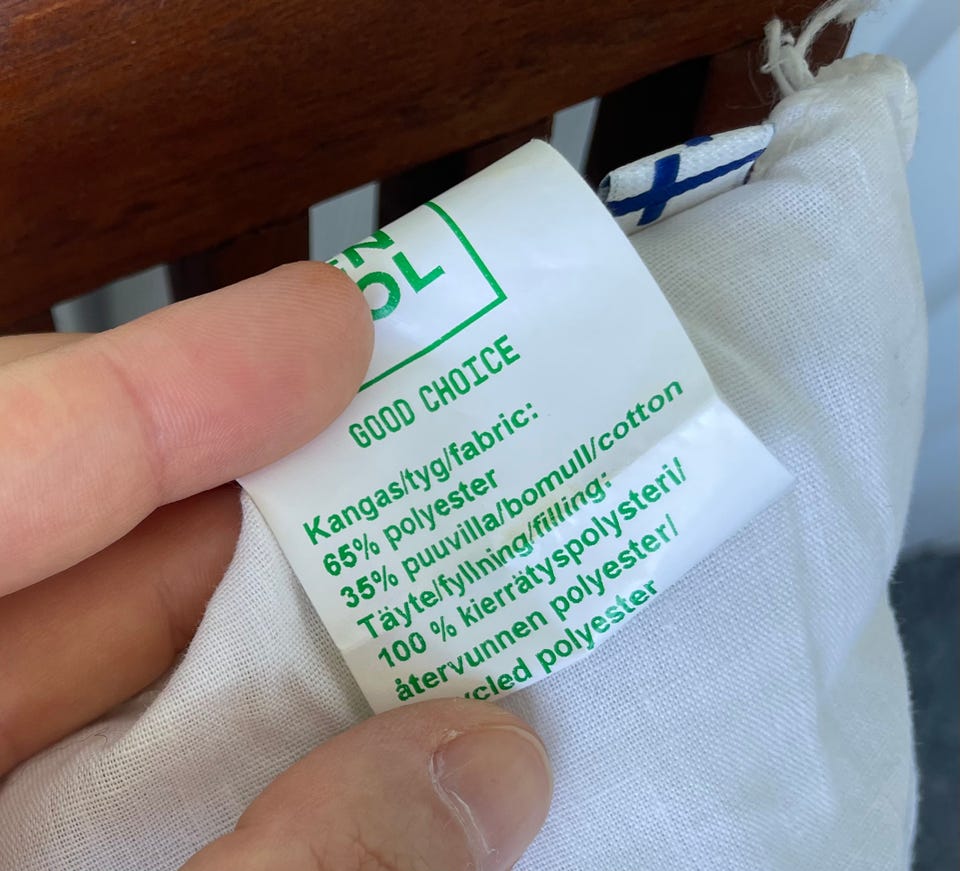 GOOD CHOICE
Kangas/tyg/fabric:
65% polyester
35% puuvilla/bomull/cotton
Täyte/fyllning/filling:
100 % kierrätyspolysteri/
återvunnen polyester/
polyester